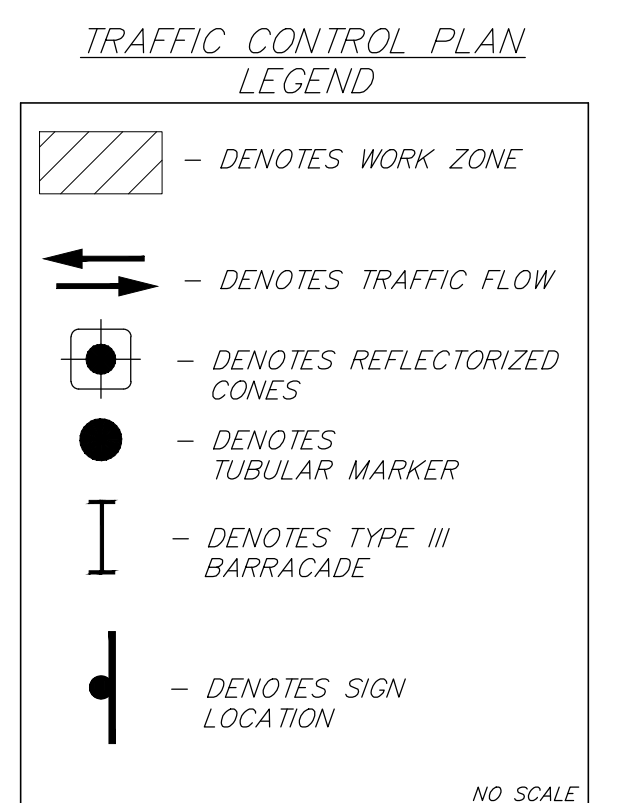 TRAFFIC CONTROL PLAN
LEGEND
- DENOTES WORK ZONE
- DENOTES TRAFFIC FLOW
- DENOTES REFLECTORIZED
CONES
- DENOTES
TUBULAR MARKER
- DENOTES TYPE III
BARRACADE
- DENOTES SIGN
LOCATION
NO SCALE